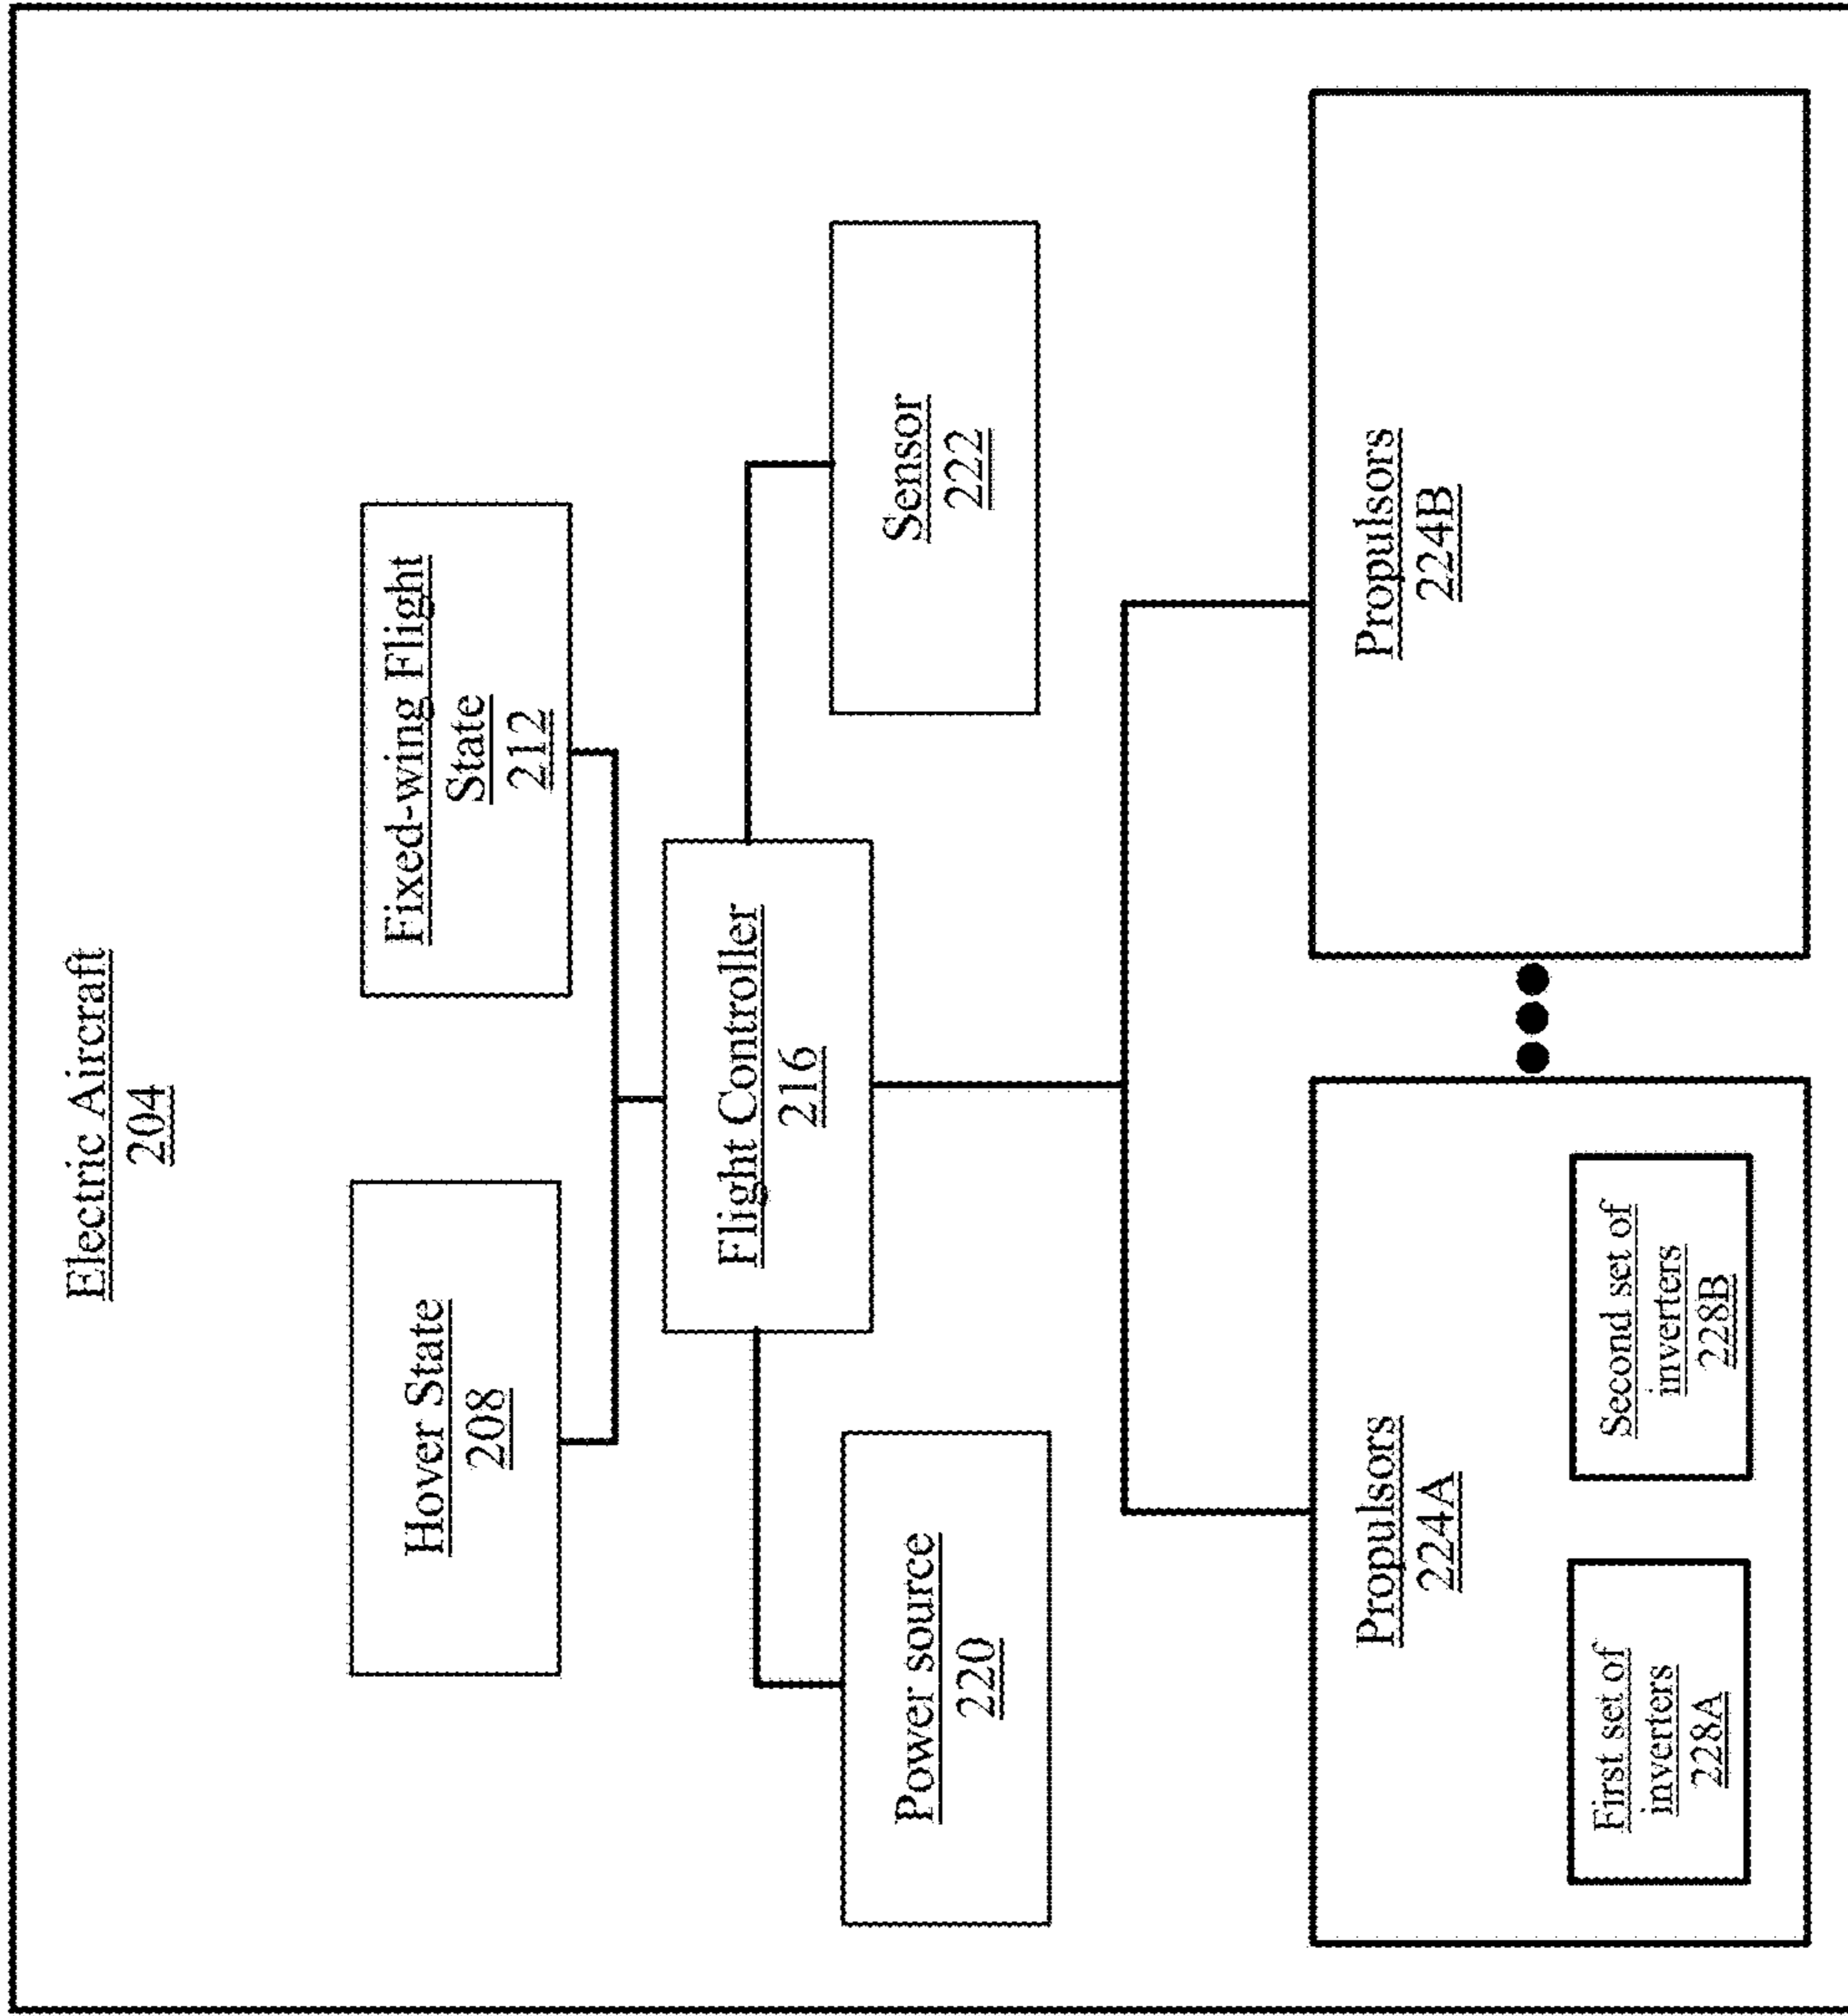 Electric Aircraft
204
Hover State
208
Fixed-wing Flight
State
212
Flight Controller
216
Power source
220
Sensor
222
Propulsors
224A
First set of
inverters
228A
Second set of
inverters
228B
Propulsors
224B